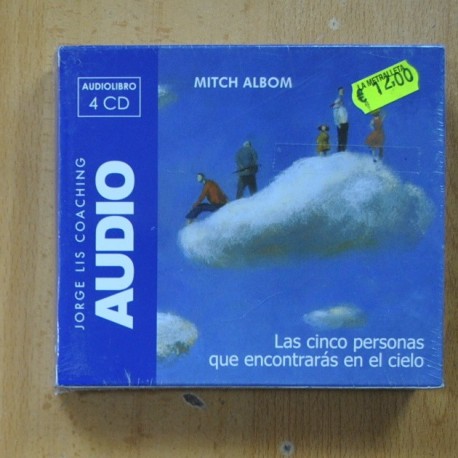 AUDIOLIBRO
4 CD
MITCH ALBOM
LA METRALLETA
€ 12.00
JORGE LIS COACHING
AUDIO
Las cinco personas
que encontrarás en el cielo